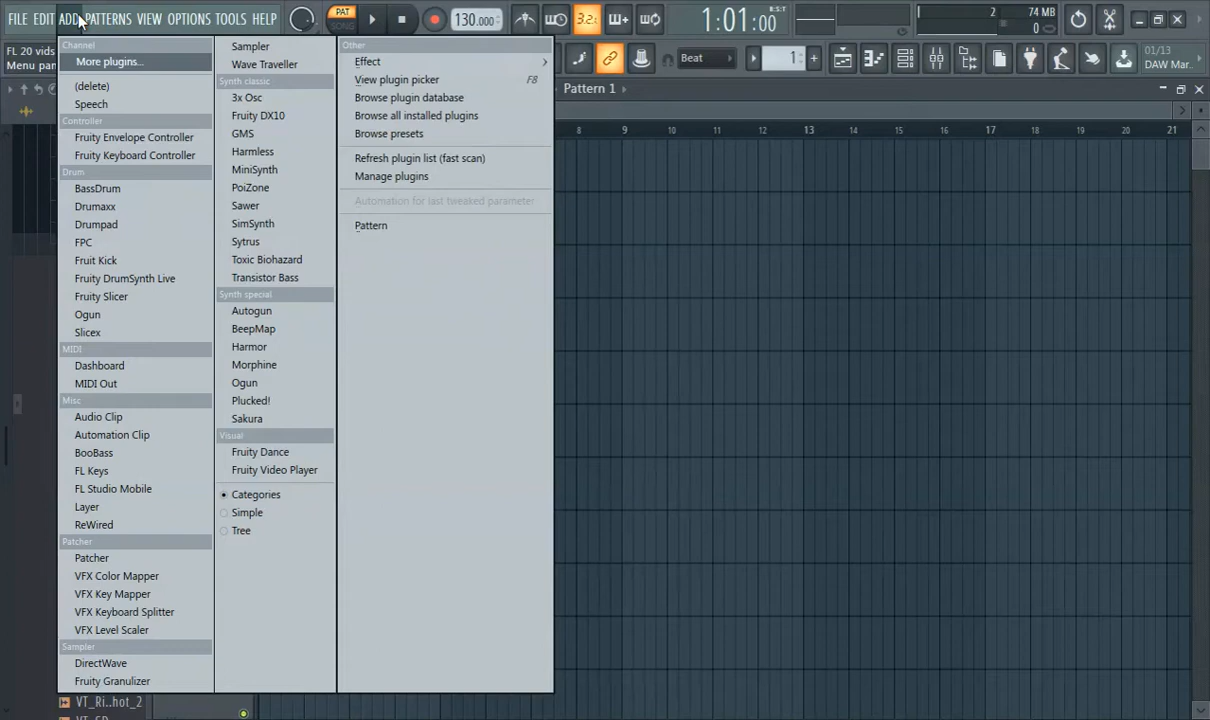 FILE EDIT ADD PATTERNS VIEW OPTIONS TOOLS HELP
PAT
SONG
130.000
3.2.
1:01:00
B:S:T
2
74 MB
0
FL 20 vids
Menu pan
Beat
1
01/13
DAW Mar..
Pattern 1
8 9 10 11 12 13 14 15 16 17 18 19 20 21
Channel
More plugins...
(delete)
Speech
Controller
Fruity Envelope Controller
Fruity Keyboard Controller
Drum
BassDrum
Drumaxx
Drumpad
FPC
Fruit Kick
Fruity DrumSynth Live
Fruity Slicer
Ogun
Slicex
MIDI
Dashboard
MIDI Out
Misc
Audio Clip
Automation Clip
BooBass
FL Keys
FL Studio Mobile
Layer
ReWired
Patcher
Patcher
VFX Color Mapper
VFX Key Mapper
VFX Keyboard Splitter
VFX Level Scaler
Sampler
DirectWave
Fruity Granulizer
Sampler
Wave Traveller
Synth classic
3x Osc
Fruity DX10
GMS
Harmless
MiniSynth
PoiZone
Sawer
SimSynth
Sytrus
Toxic Biohazard
Transistor Bass
Synth special
Autogun
BeepMap
Harmor
Morphine
Ogun
Plucked!
Sakura
Visual
Fruity Dance
Fruity Video Player
Categories
Simple
Tree
Other
Effect
View plugin picker F8
Browse plugin database
Browse all installed plugins
Browse presets
Refresh plugin list (fast scan)
Manage plugins
Automation for last tweaked parameter
Pattern
VT_Ri..hot_2